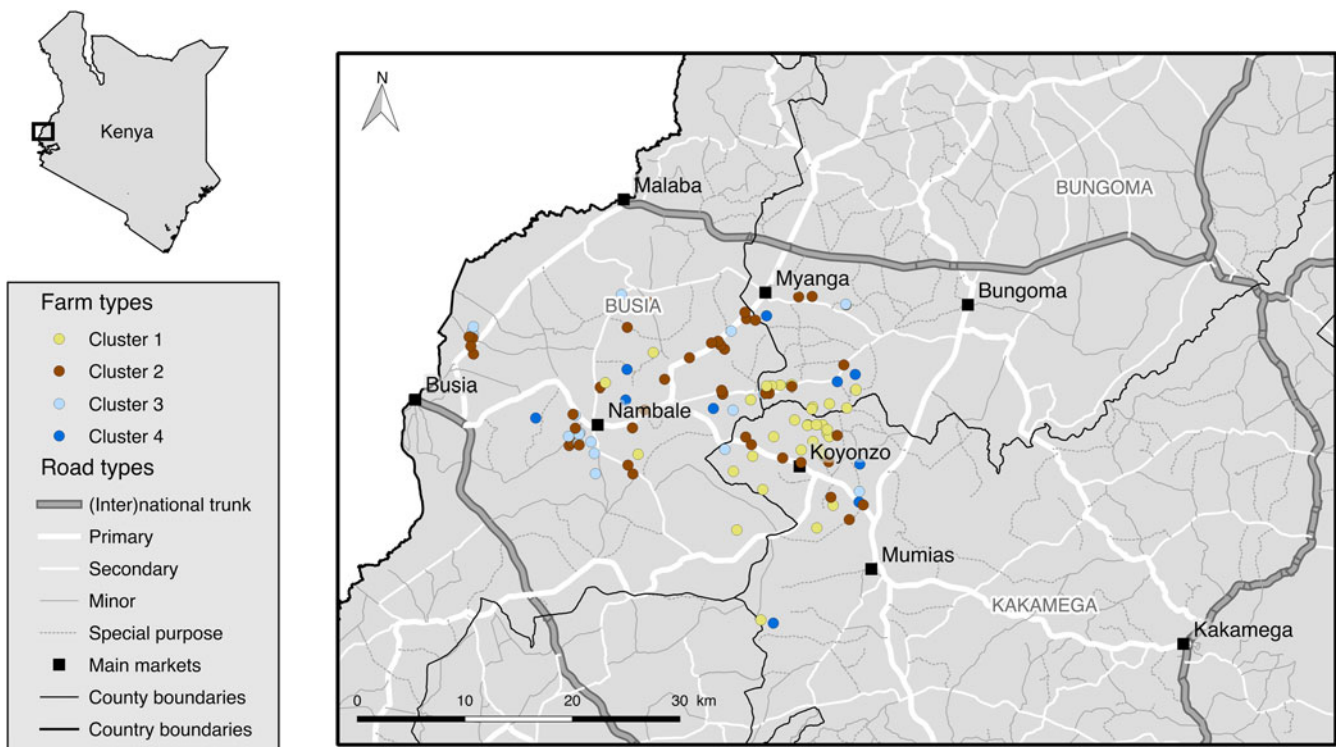 Kenya
Farm types
Cluster 1
Cluster 2
Cluster 3
Cluster 4
Road types
(Inter)national trunk
Primary
Secondary
Minor
Special purpose
Main markets
County boundaries
Country boundaries
N
Malaba
BUNGOMA
Myanga
Bungoma
BUSIA
Busia
Nambale
Koyonzo
Mumias
KAKAMEGA
Kakamega
0 10 20 30 km